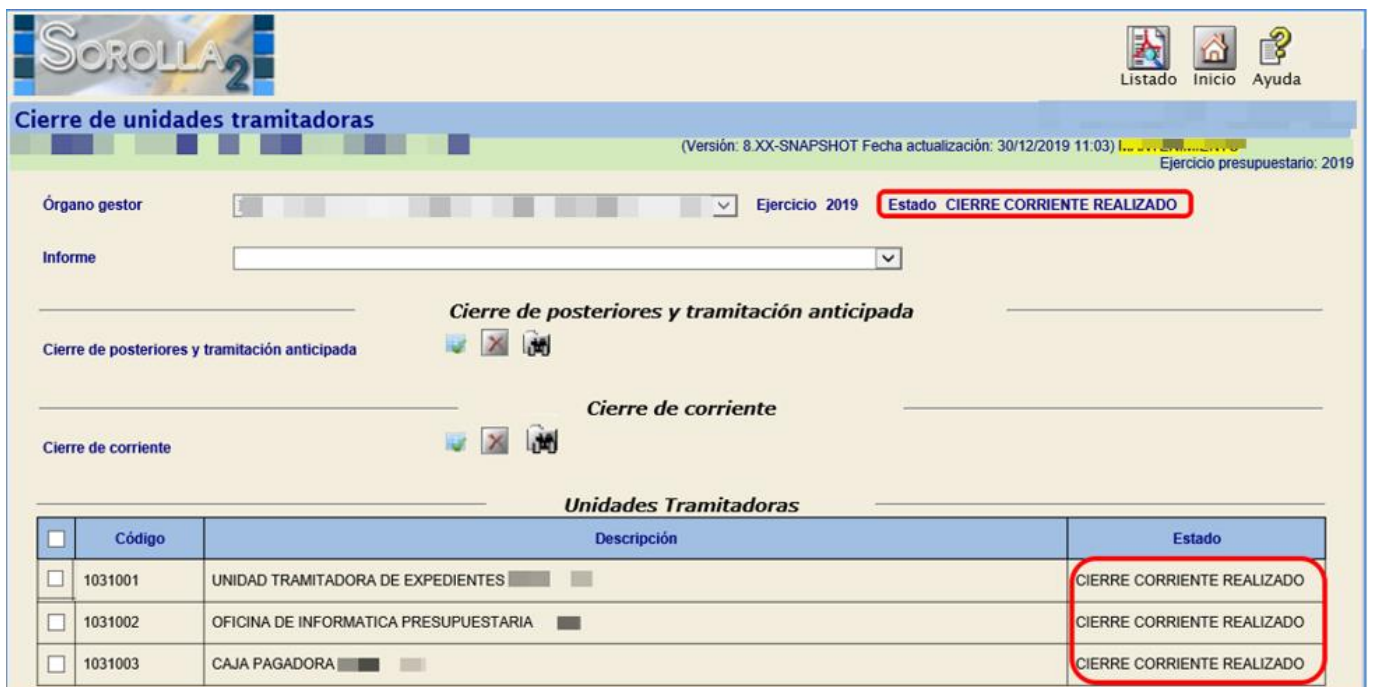 SOROLLA2
Listado Inicio Ayuda
Cierre de unidades tramitadoras
(Versión: 8.XX-SNAPSHOT Fecha actualización: 30/12/2019 11:03)
Ejercicio presupuestario: 2019
Órgano gestor Ejercicio 2019 Estado CIERRE CORRIENTE REALIZADO
Informe
Cierre de posteriores y tramitación anticipada
Cierre de posteriores y tramitación anticipada
Cierre de corriente
Cierre de corriente
Unidades Tramitadoras
Código Descripción Estado
1031001 UNIDAD TRAMITADORA DE EXPEDIENTES CIERRE CORRIENTE REALIZADO
1031002 OFICINA DE INFORMATICA PRESUPUESTARIA CIERRE CORRIENTE REALIZADO
1031003 CAJA PAGADORA CIERRE CORRIENTE REALIZADO